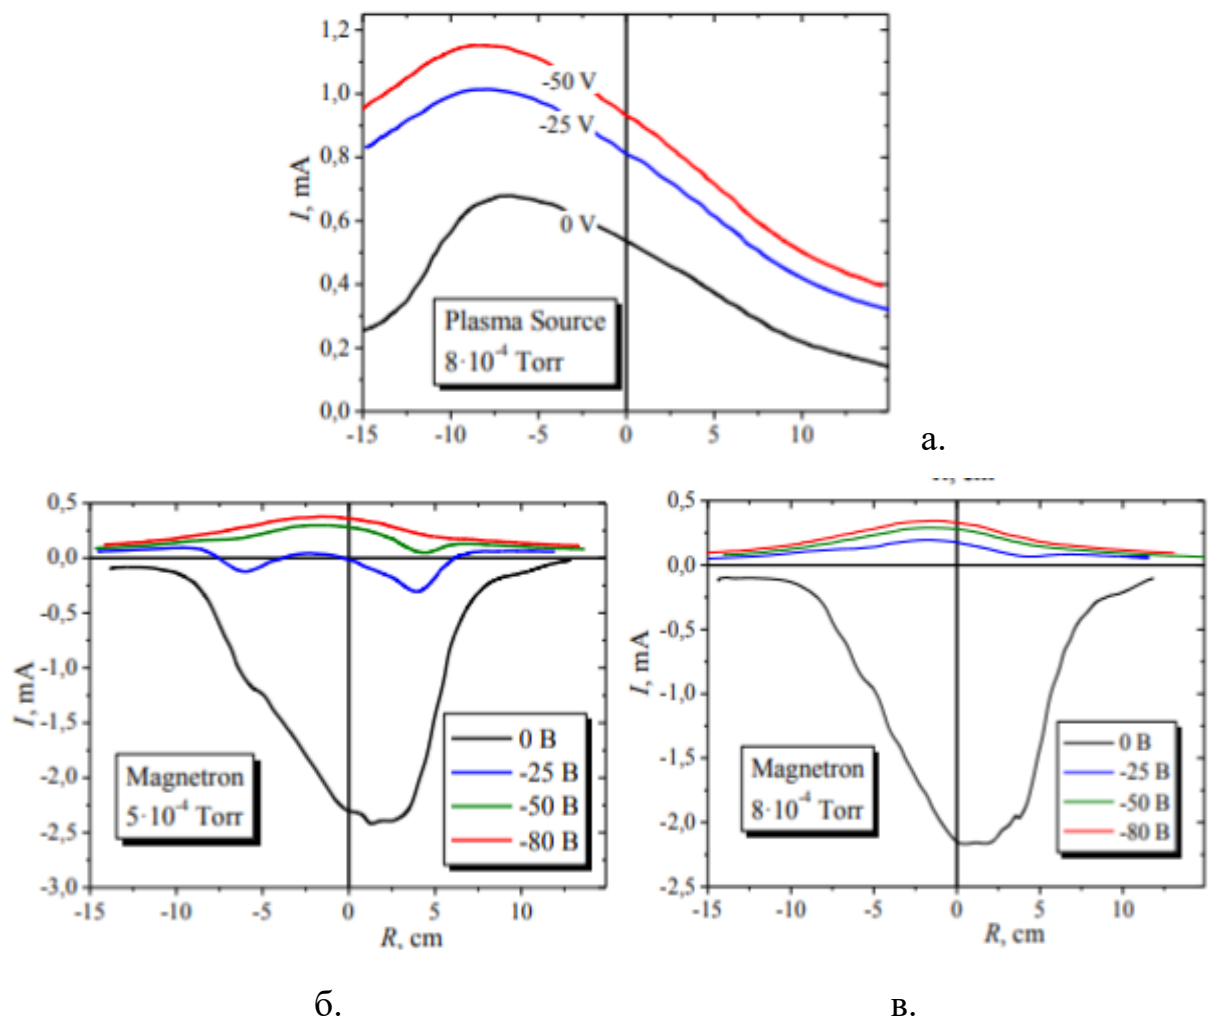 1,2
1,0
0,8
0,6
0,4
0,2
0,0
I, mA
-50 V
-25 V
0 V
Plasma Source
8·10⁻⁴ Torr
-15 -10 -5 0 5 10
а.
0,5
0,0
-0,5
-1,0
-1,5
-2,0
-2,5
-3,0
I, mA
Magnetron
5·10⁻⁴ Torr
0 В
-25 В
-50 В
-80 В
-15 -10 -5 0 5 10
R, cm
б.
0,5
0,0
-0,5
-1,0
-1,5
-2,0
-2,5
I, mA
Magnetron
8·10⁻⁴ Torr
0 В
-25 В
-50 В
-80 В
-15 -10 -5 0 5 10
R, cm
в.